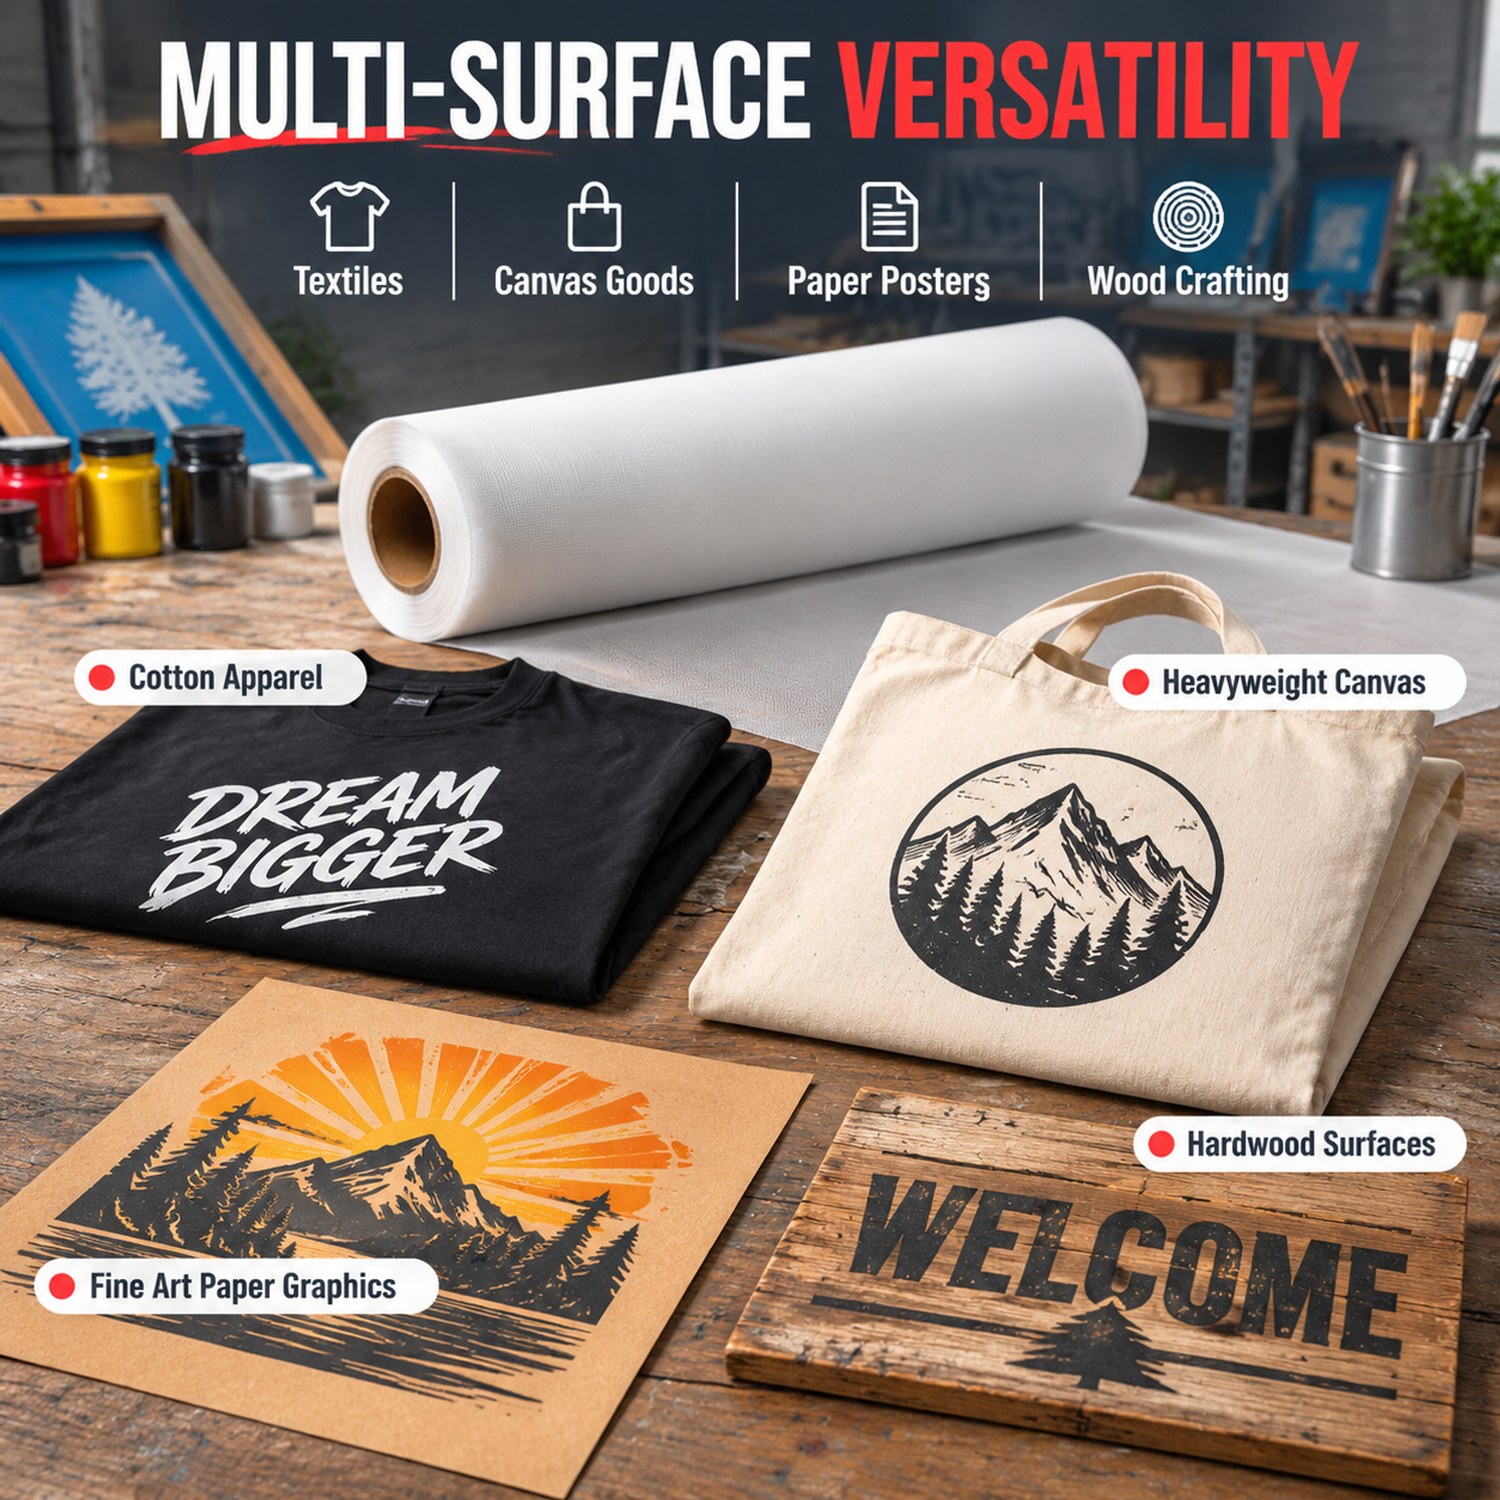 MULTI-SURFACE VERSATILITY
Textiles
Canvas Goods
Paper Posters
Wood Crafting
Cotton Apparel
Heavyweight Canvas
DREAM
BIGGER
Hardwood Surfaces
WELCOME
Fine Art Paper Graphics